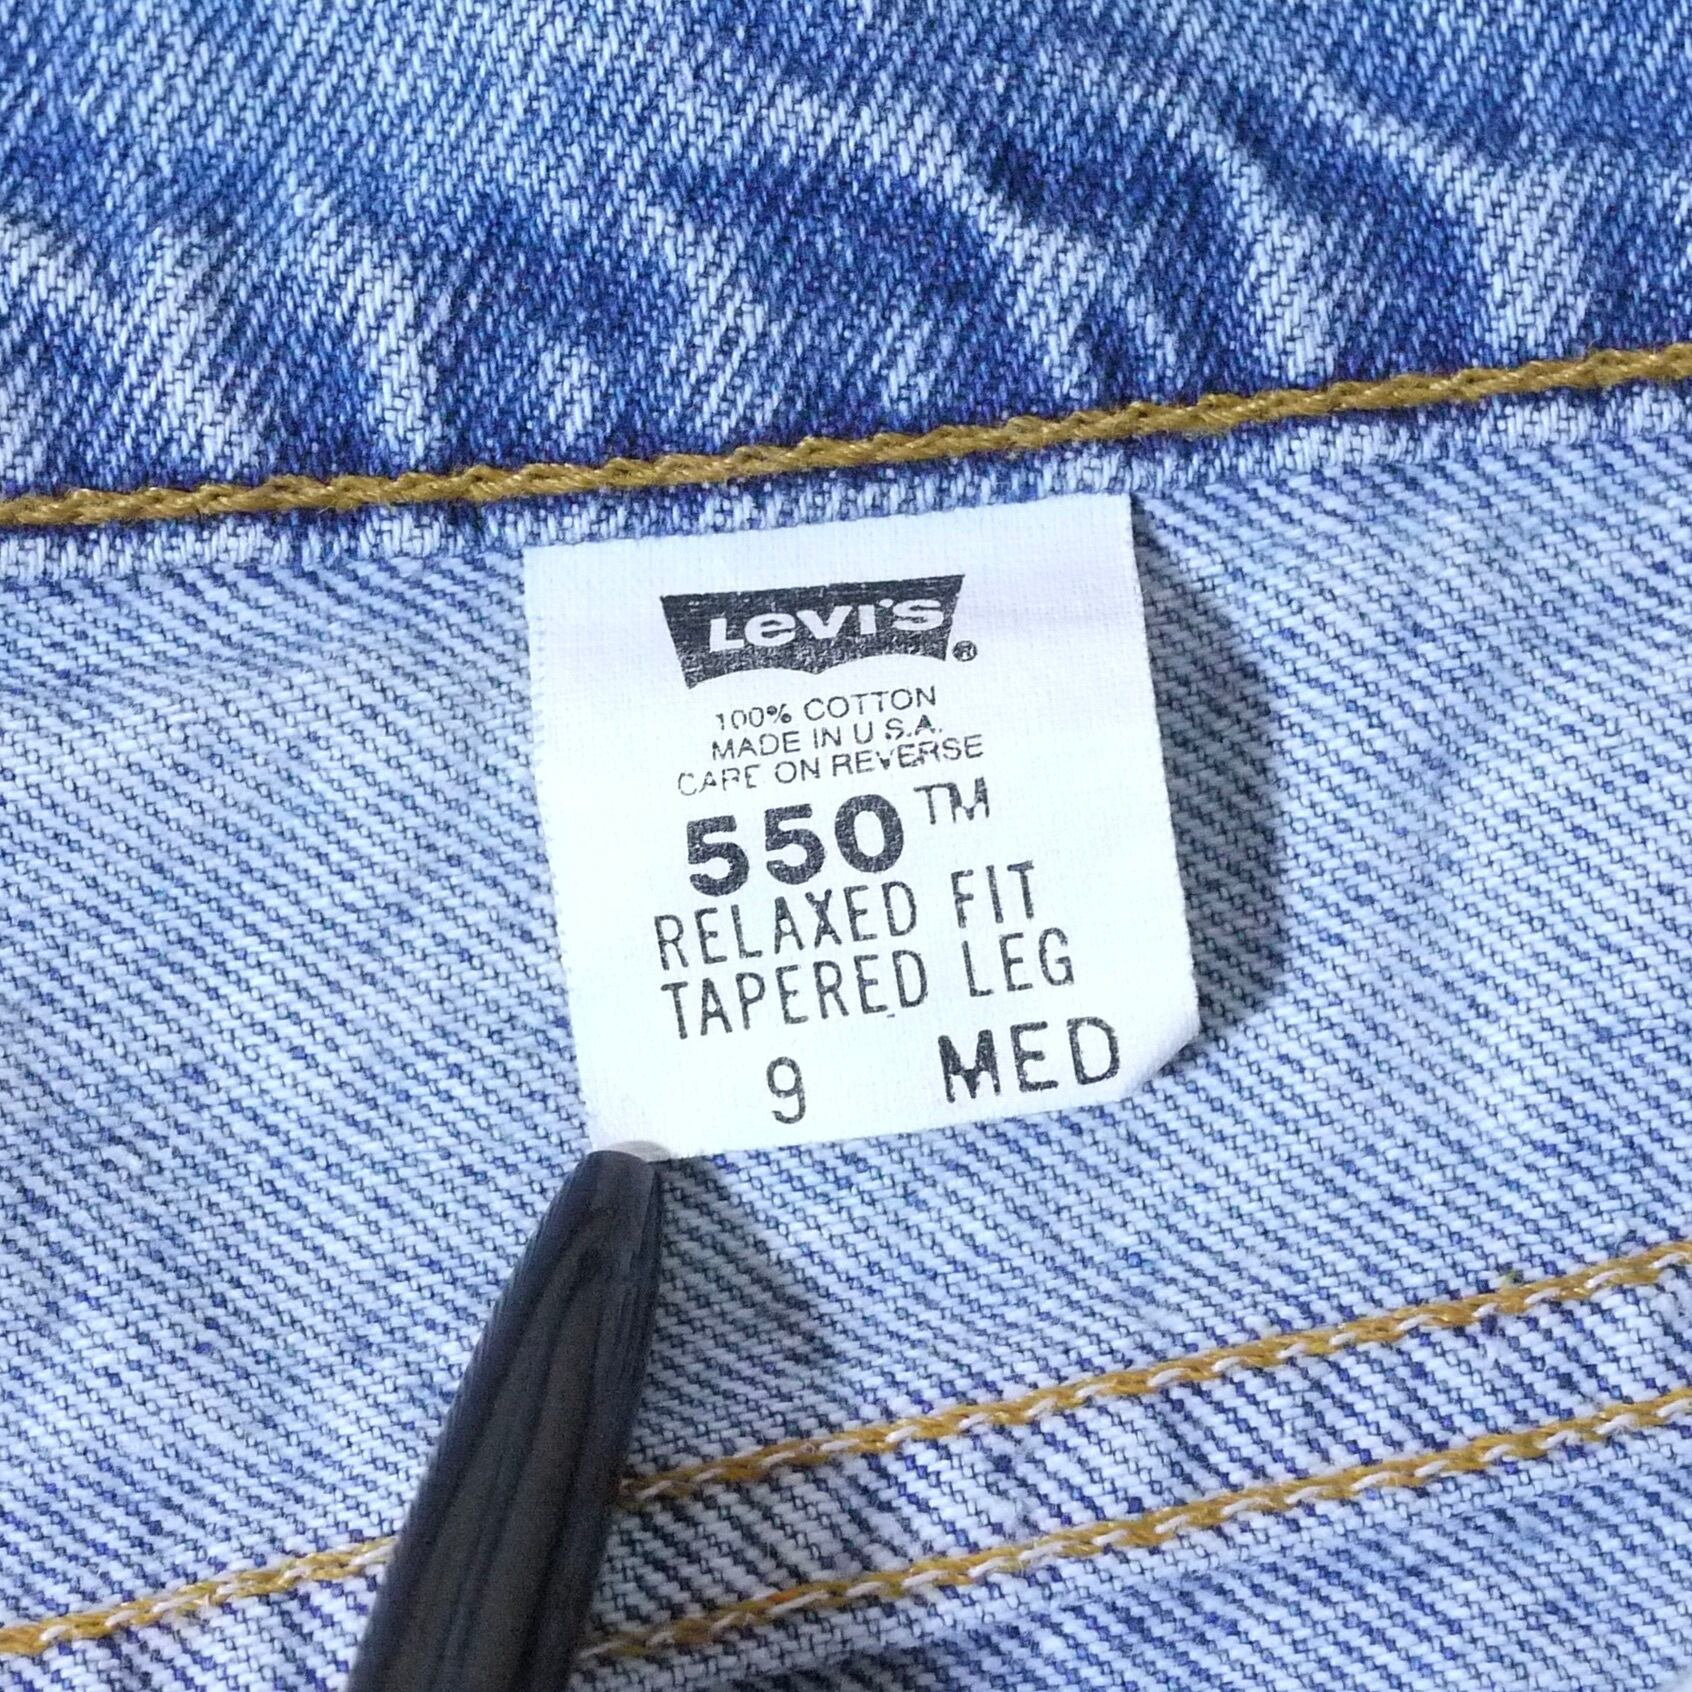 Levi's®
100% COTTON
MADE IN U.S.A.
CARE ON REVERSE
550™
RELAXED FIT
TAPERED LEG
9 MED